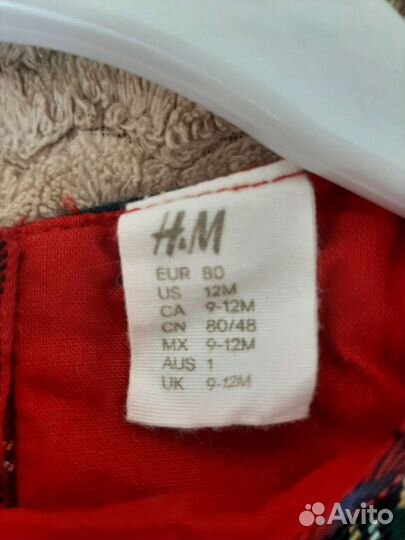 H&M
EUR 80
US 12M
CA 9-12M
CN 80/48
MX 9-12M
AUS 1
UK 9-12M
Avito